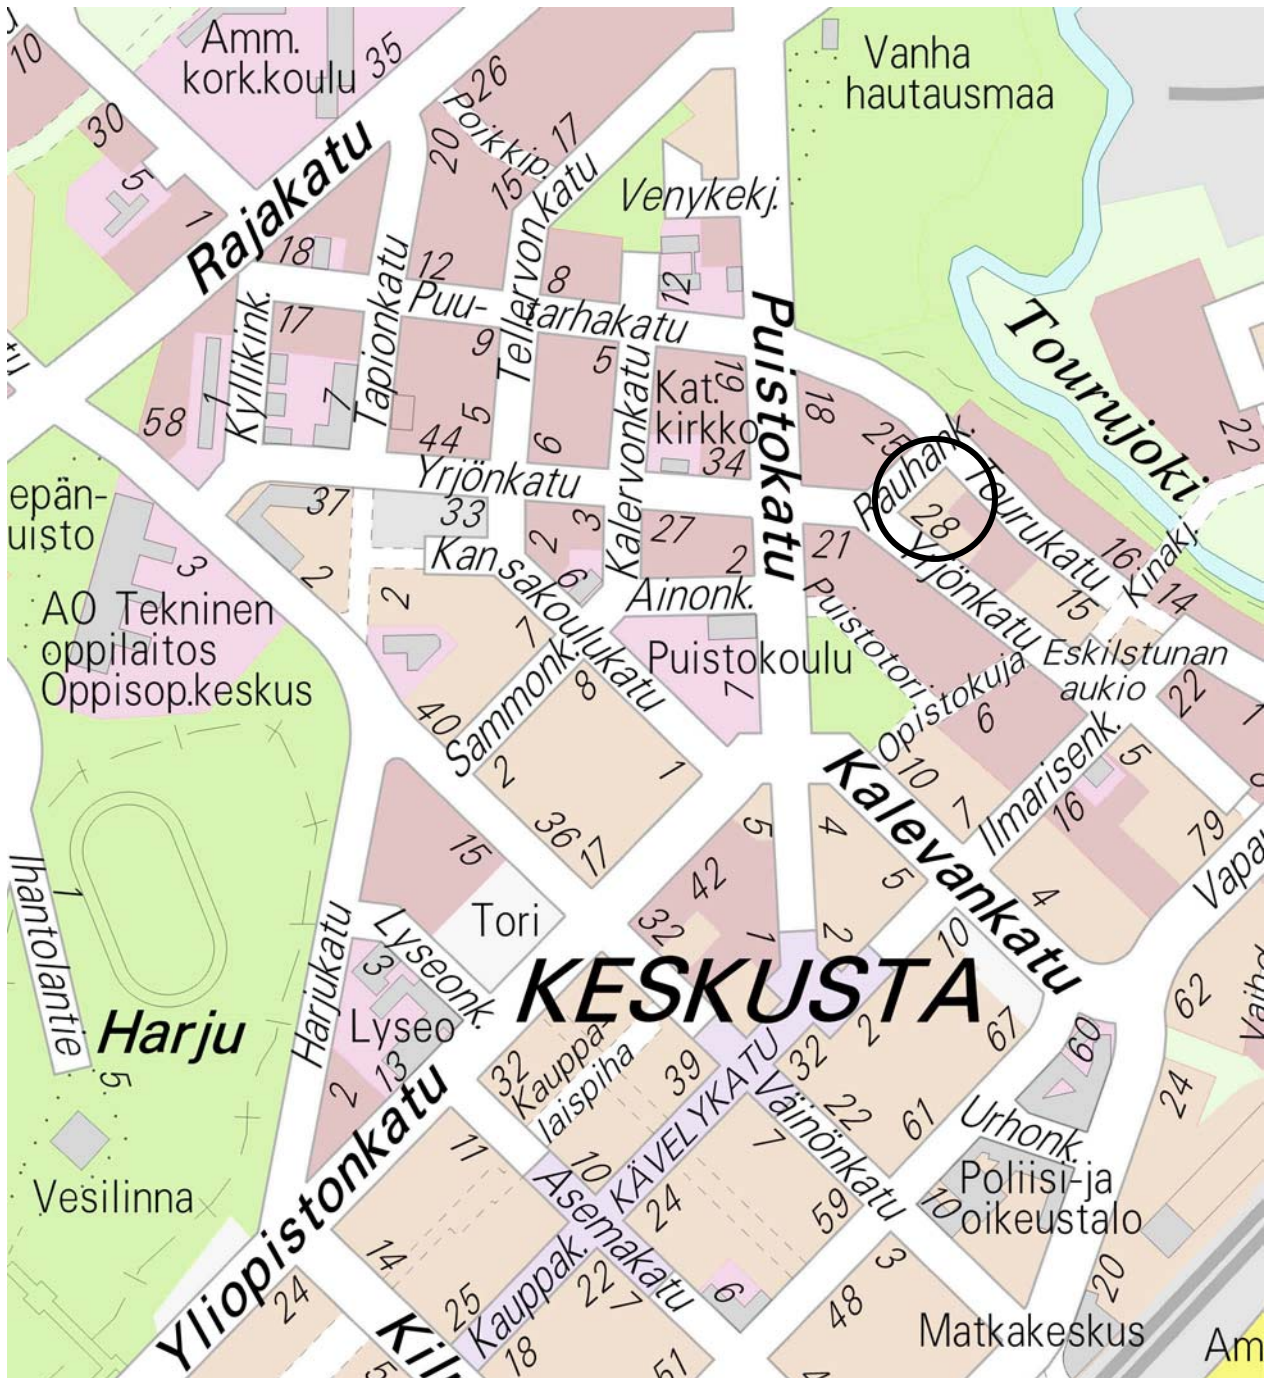 10
Amm.
kork.koulu
35
26
Poikkip.
17
Vanha
hautausmaa
30
5
1
20
15
Rajakatu
Venykekj.
18
12
Tellervonkatu
8
12
Puu-
tarhakatu
Puistokatu
Tourujoki
Kyllikink.
17
Tapionkatu
9
5
Kalervonkatu
19
Kat.
kirkko
18
58
1
7
5
44
6
34
25
Rauhank.
22
Yrjönkatu
Tourukatu
epän-
uisto
37
33
2
3
27
2
21
28
Yrjönkatu
16
Kinakj.
14
3
2
Kansakoulukatu
6
Ainonk.
Puistotori
15
AO Tekninen
oppilaitos
Oppisop.keskus
2
7
Puistokoulu
7
Eskilstunan
aukio
Opistokuja
22
1
40
Sammonk.
8
6
2
1
10
7
Ilmarisenk.
5
16
Kalevankatu
36
17
5
4
79
15
42
5
4
Vapa
Ihantolantie
1
Harjukatu
Lyseonk.
Tori
32
1
2
10
KESKUSTA
62
Harju
3
Lyseo
13
2
32
Kauppa-
laispiha
39
KÄVELYKATU
32
2
67
60
5
Väinönkatu
22
61
24
Urhonk.
Vesilinna
11
10
7
Poliisi-ja
oikeustalo
10
Yliopistonkatu
Asemakatu
24
59
14
Kauppak.
22
7
6
3
20
24
25
18
48
Matkakeskus
51